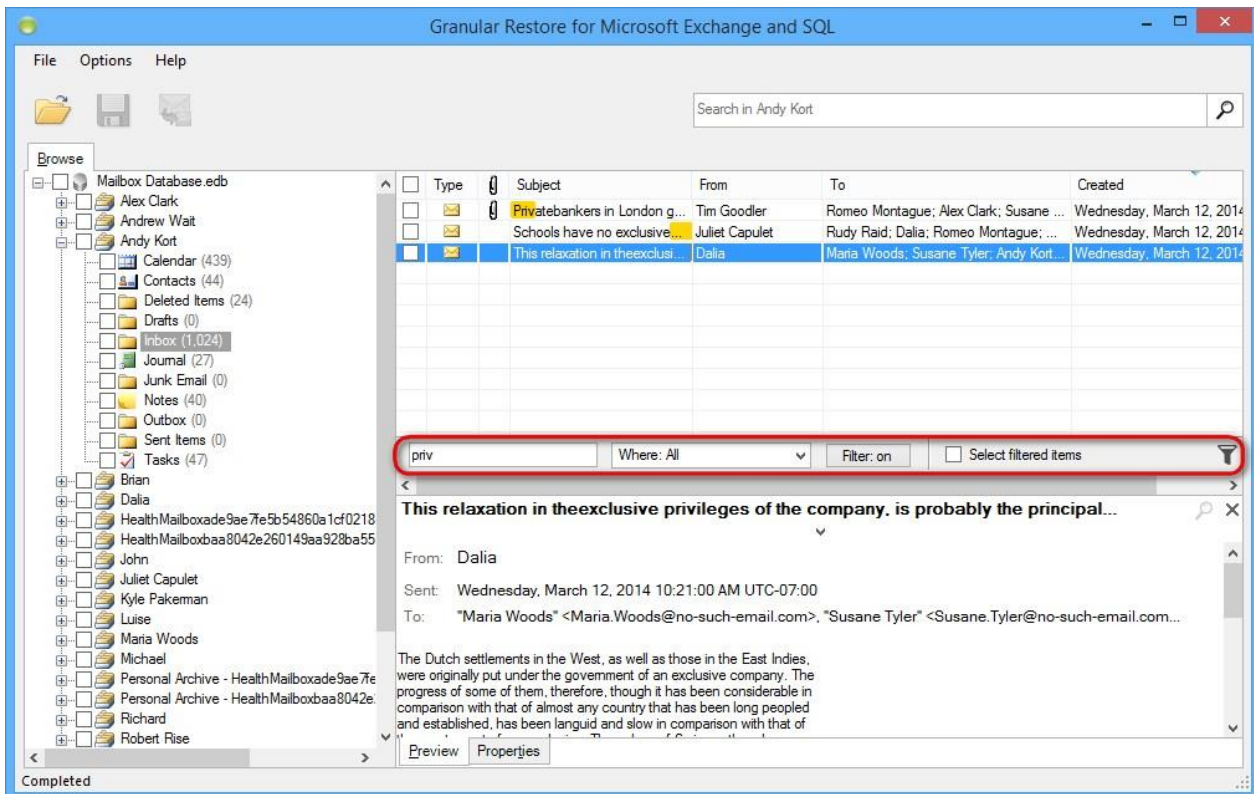 Granular Restore for Microsoft Exchange and SQL
File Options Help
Search in Andy Kort
Browse
Mailbox Database.edb
Alex Clark
Andrew Wait
Andy Kort
Calendar (439)
Contacts (44)
Deleted Items (24)
Drafts (0)
Inbox (1,024)
Journal (27)
Junk Email (0)
Notes (40)
Outbox (0)
Sent Items (0)
Tasks (47)
Brian
Dalia
HealthMailboxade9ae7fe5b54860a1cf0218
HealthMailboxbaa8042e260149aa928ba55
John
Juliet Capulet
Kyle Pakerman
Luise
Maria Woods
Michael
Personal Archive - HealthMailboxade9ae7fe
Personal Archive - HealthMailboxbaa8042e
Richard
Robert Rise
Type Subject From To Created
Privatebankers in London g... Tim Goodler Romeo Montague; Alex Clark; Susane ... Wednesday, March 12, 2014
Schools have no exclusive... Juliet Capulet Rudy Raid; Dalia; Romeo Montague; ... Wednesday, March 12, 2014
This relaxation in theexclusi... Dalia Maria Woods; Susane Tyler; Andy Kort... Wednesday, March 12, 2014
priv Where: All Filter: on Select filtered items
This relaxation in theexclusive privileges of the company, is probably the principal...
From: Dalia
Sent: Wednesday, March 12, 2014 10:21:00 AM UTC-07:00
To: "Maria Woods" <Maria.Woods@no-such-email.com>, "Susane Tyler" <Susane.Tyler@no-such-email.com...
The Dutch settlements in the West, as well as those in the East Indies,
were originally put under the government of an exclusive company. The
progress of some of them, therefore, though it has been considerable in
comparison with that of almost any country that has been long peopled
and established, has been languid and slow in comparison with that of
Preview Properties
Completed